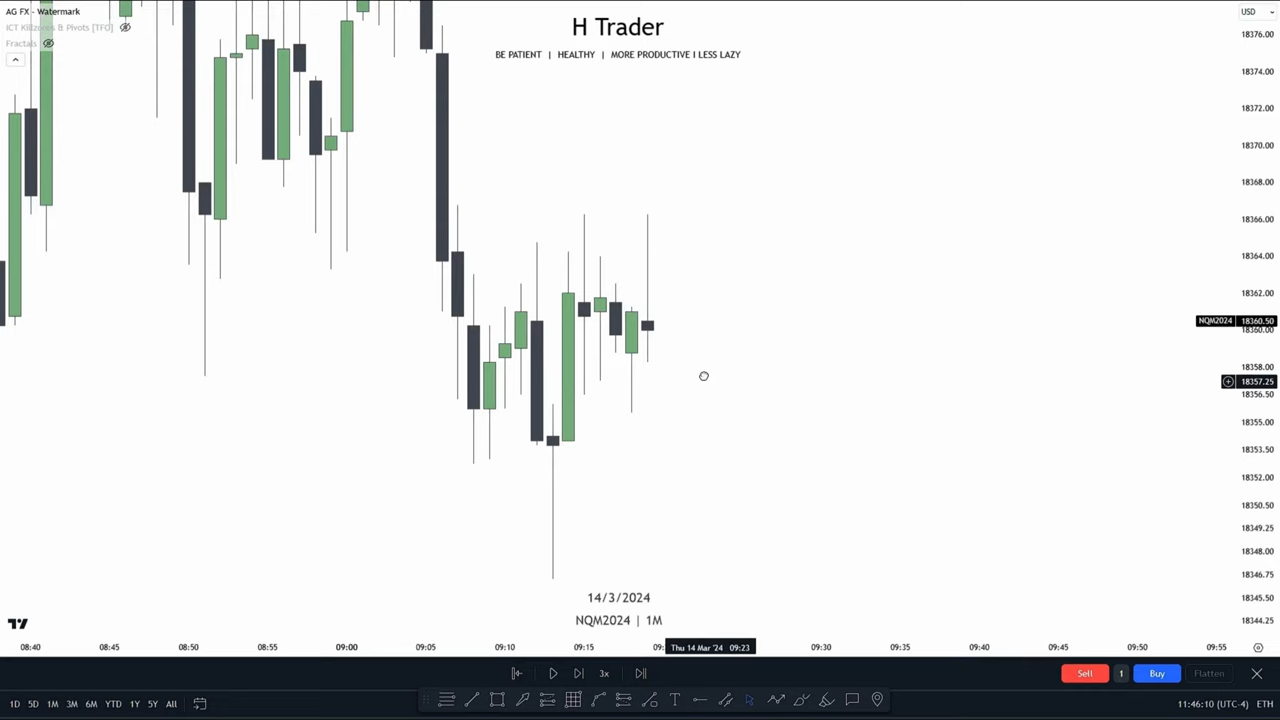 AG FX - Watermark
ICT Killzones & Pivots [TFO]
Fractals
H Trader
BE PATIENT | HEALTHY | MORE PRODUCTIVE I LESS LAZY
USD
18376.00
18374.00
18372.00
18370.00
18368.00
18366.00
18364.00
18362.00
NQM2024 18360.50
18360.00
18358.00
18357.25
18356.50
18355.00
18353.50
18352.00
18350.50
18349.25
18348.00
18346.75
18345.50
18344.25
14/3/2024
NQM2024 | 1M
08:40 08:45 08:50 08:55 09:00 09:05 09:10 09:15 09: Thu 14 Mar '24 09:23 09:30 09:35 09:40 09:45 09:50 09:55
3x
Sell 1 Buy Flatten
1D 5D 1M 3M 6M YTD 1Y 5Y All
11:46:10 (UTC-4) ETH